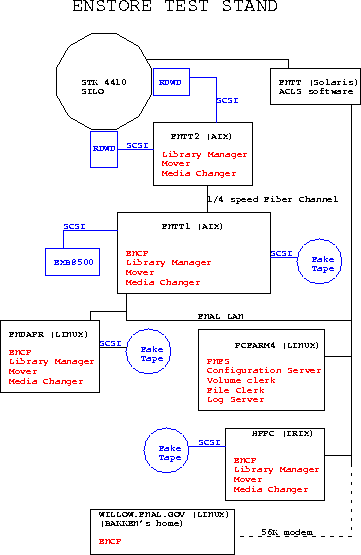 ENSTORE TEST STAND
STK 4410
SILO
RDWD
FNTT (Solaris)
ACLS software
SCSI
RDWD
SCSI
FNTT2 (AIX)
Library Manager
Mover
Media Changer
1/4 speed Fiber Channel
FNTT1 (AIX)
SCSI
EXB8500
ENCP
Library Manager
Mover
Media Changer
SCSI
Fake
Tape
FNAL LAN
FNDAPR (LINUX)
ENCP
Library Manager
Mover
Media Changer
SCSI
Fake
Tape
PCFARM4 (LINUX)
PNFS
Configuration Server
Volume clerk
File Clerk
Log Server
HPPC (IRIX)
ENCP
Library Manager
Mover
Media Changer
SCSI
Fake
Tape
WILLOW.FNAL.GOV (LINUX)
(BAKKEN's home)
ENCP
56K modem